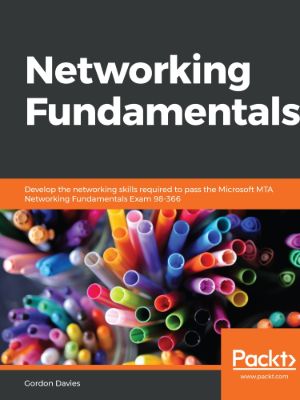 Networking
Fundamentals
Develop the networking skills required to pass the Microsoft MTA
Networking Fundamentals Exam 98-366
Packt>
www.packt.com
Gordon Davies